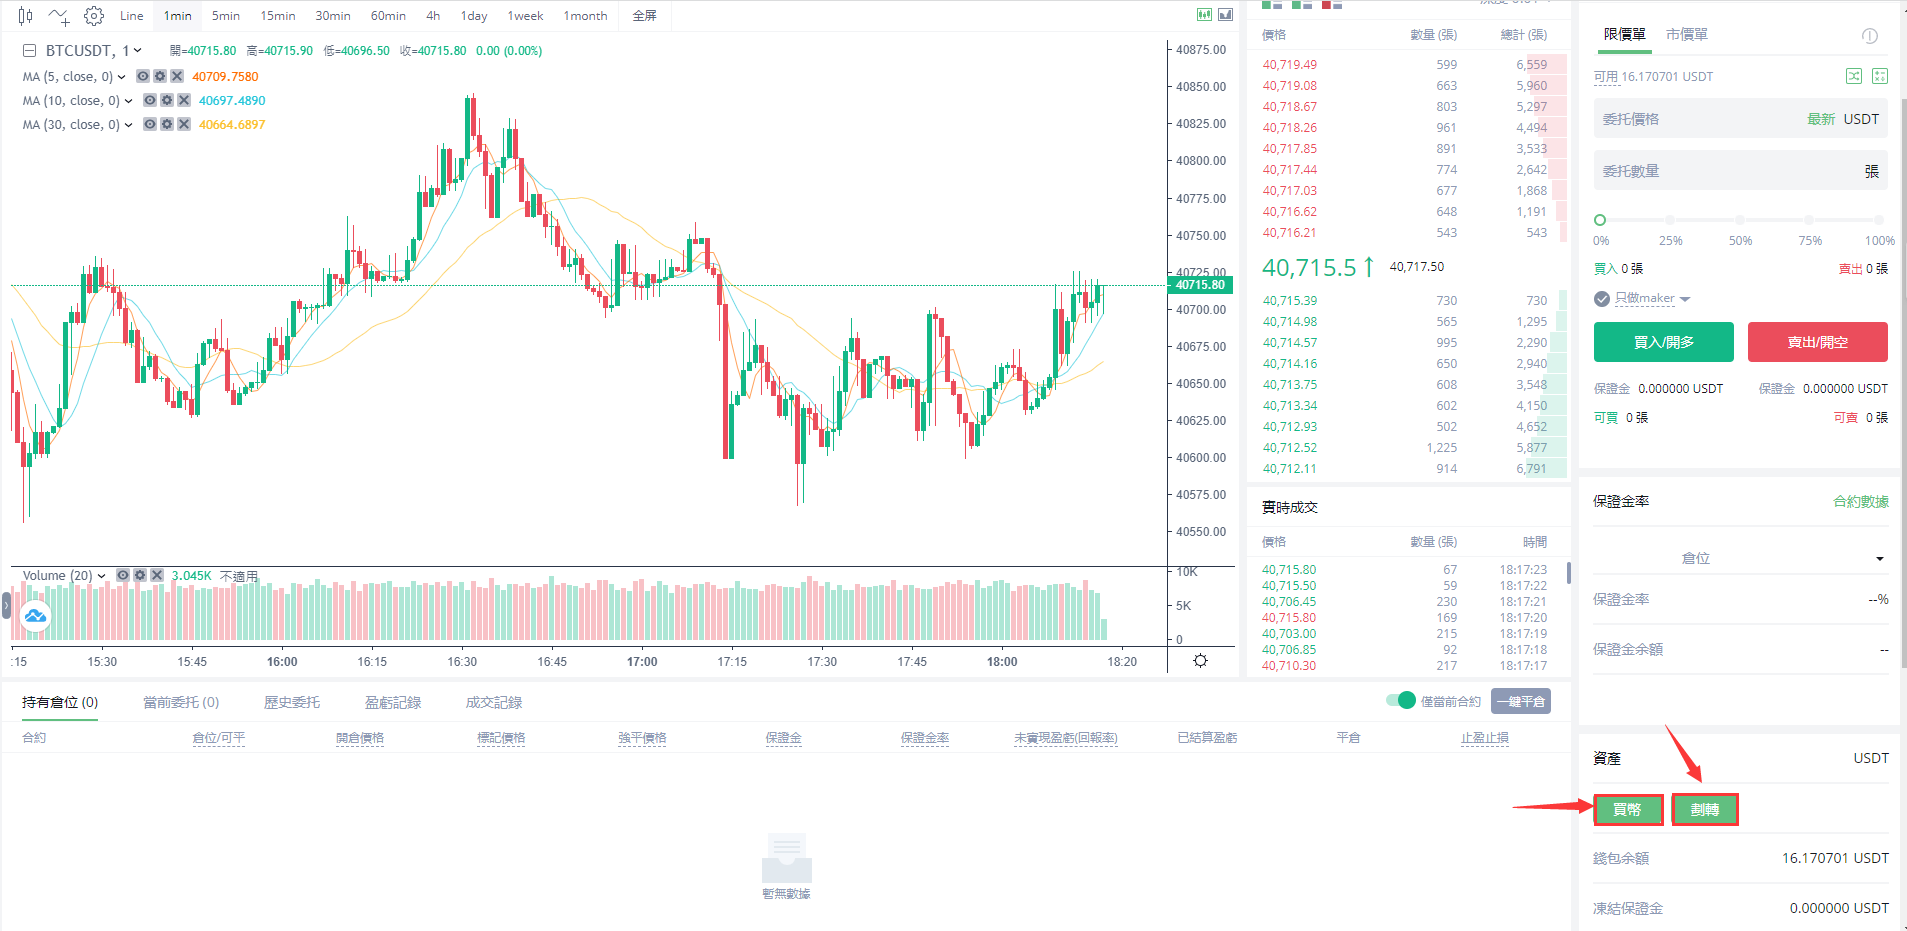 Line 1min 5min 15min 30min 60min 4h 1day 1week 1month 全屏
BTCUSDT, 1 開=40715.80 高=40715.90 低=40696.50 收=40715.80 0.00 (0.00%)
MA (5, close, 0) 40709.7580
MA (10, close, 0) 40697.4890
MA (30, close, 0) 40664.6897
40875.00
40850.00
40825.00
40800.00
40775.00
40750.00
40725.00
40715.80
40700.00
40675.00
40650.00
40625.00
40600.00
40575.00
40550.00
Volume (20) 3.045K 不適用
10K
5K
0
:15 15:30 15:45 16:00 16:15 16:30 16:45 17:00 17:15 17:30 17:45 18:00 18:20
價格 數量 (張) 總計 (張)
40,719.49 599 6,559
40,719.08 663 5,960
40,718.67 803 5,297
40,718.26 961 4,494
40,717.85 891 3,533
40,717.44 774 2,642
40,717.03 677 1,868
40,716.62 648 1,191
40,716.21 543 543
40,715.5↑ 40,717.50
40,715.39 730 730
40,714.98 565 1,295
40,714.57 995 2,290
40,714.16 650 2,940
40,713.75 608 3,548
40,713.34 602 4,150
40,712.93 502 4,652
40,712.52 1,225 5,877
40,712.11 914 6,791
實時成交
價格 數量 (張) 時間
40,715.80 67 18:17:23
40,715.50 59 18:17:22
40,706.45 230 18:17:21
40,715.80 169 18:17:20
40,703.00 215 18:17:19
40,706.85 92 18:17:18
40,710.30 217 18:17:17
限價單 市價單
可用 16.170701 USDT
委托價格 最新 USDT
委托數量 張
0% 25% 50% 75% 100%
買入 0 張 賣出 0 張
只做maker
買入/開多 賣出/開空
保證金 0.000000 USDT 保證金 0.000000 USDT
可買 0 張 可賣 0 張
保證金率 合約數據
倉位
保證金率 --%
保證金余額 --
資產 USDT
買幣 劃轉
錢包余額 16.170701 USDT
凍結保證金 0.000000 USDT
持有倉位 (0) 當前委托 (0) 歷史委托 盈虧記錄 成交記錄 僅當前合約 一鍵平倉
合約 倉位/可平 開倉價格 標記價格 強平價格 保證金 保證金率 未實現盈虧(回報率) 已結算盈虧 平倉 止盈止損
暫無數據